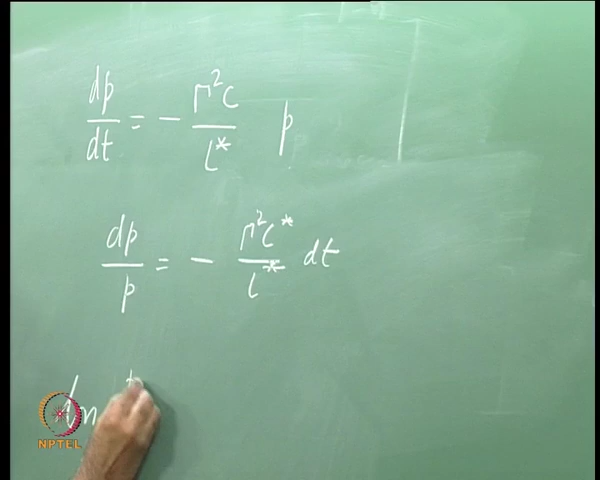 dp/dt = - Γ²c/L* p
dp/p = - Γ²c*/L* dt
ln
NPTEL